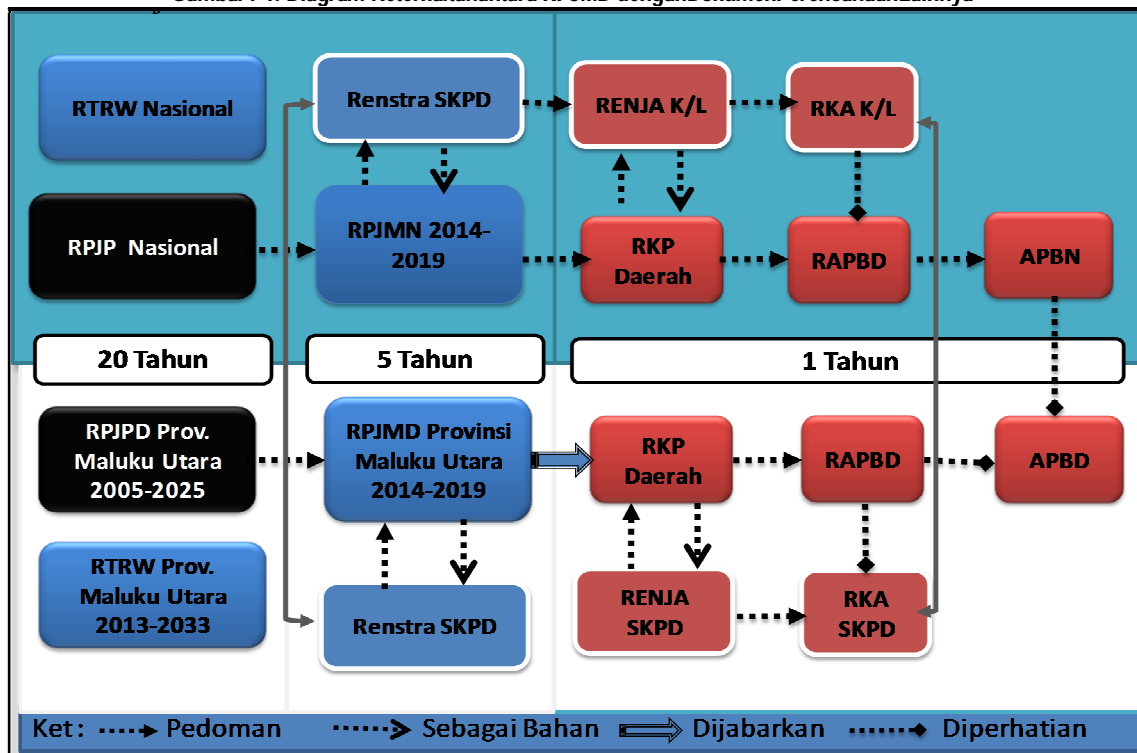 RTRW Nasional
Renstra SKPD
RENJA K/L
RKA K/L
RPJP Nasional
RPJMN 2014-
2019
RKP
Daerah
RAPBD
APBN
20 Tahun
5 Tahun
1 Tahun
RPJPD Prov.
Maluku Utara
2005-2025
RPJMD Provinsi
Maluku Utara
2014-2019
RKP
Daerah
RAPBD
APBD
RTRW Prov.
Maluku Utara
2013-2033
Renstra SKPD
RENJA
SKPD
RKA
SKPD
Ket : Pedoman Sebagai Bahan Dijabarkan Diperhatian